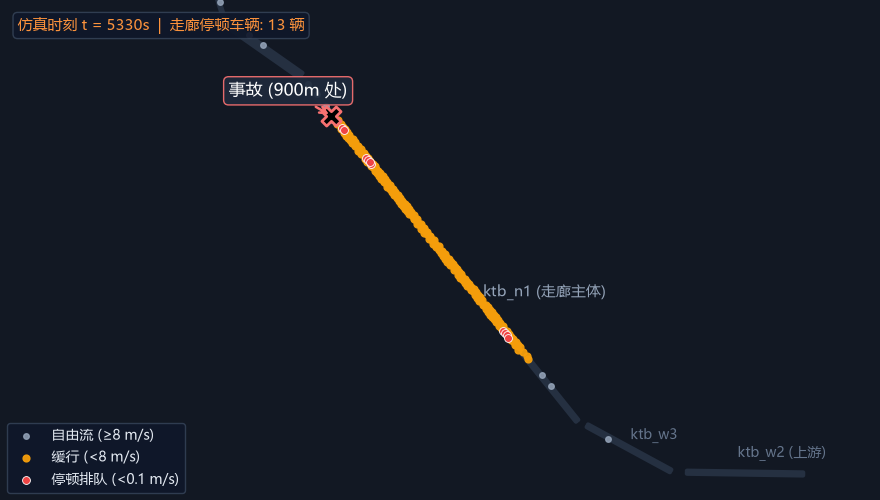 仿真时刻 t = 5330s | 走廊停顿车辆: 13 辆
事故 (900m 处)
ktb_n1 (走廊主体)
ktb_w3
ktb_w2 (上游)
自由流 (≥8 m/s)
缓行 (<8 m/s)
停顿排队 (<0.1 m/s)